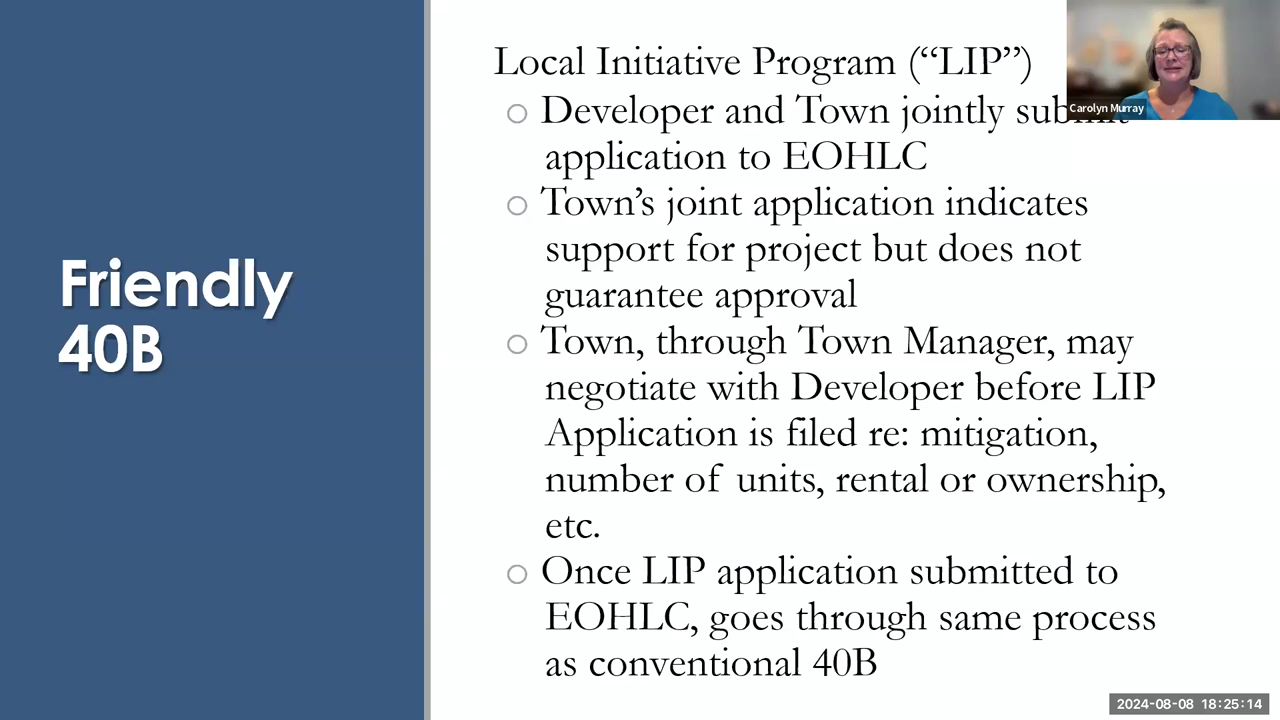 Friendly
40B
Local Initiative Program (“LIP”)
Developer and Town jointly submit
application to EOHLC
Town’s joint application indicates
support for project but does not
guarantee approval
Town, through Town Manager, may
negotiate with Developer before LIP
Application is filed re: mitigation,
number of units, rental or ownership,
etc.
Once LIP application submitted to
EOHLC, goes through same process
as conventional 40B
Carolyn Murray
2024-08-08 18:25:14